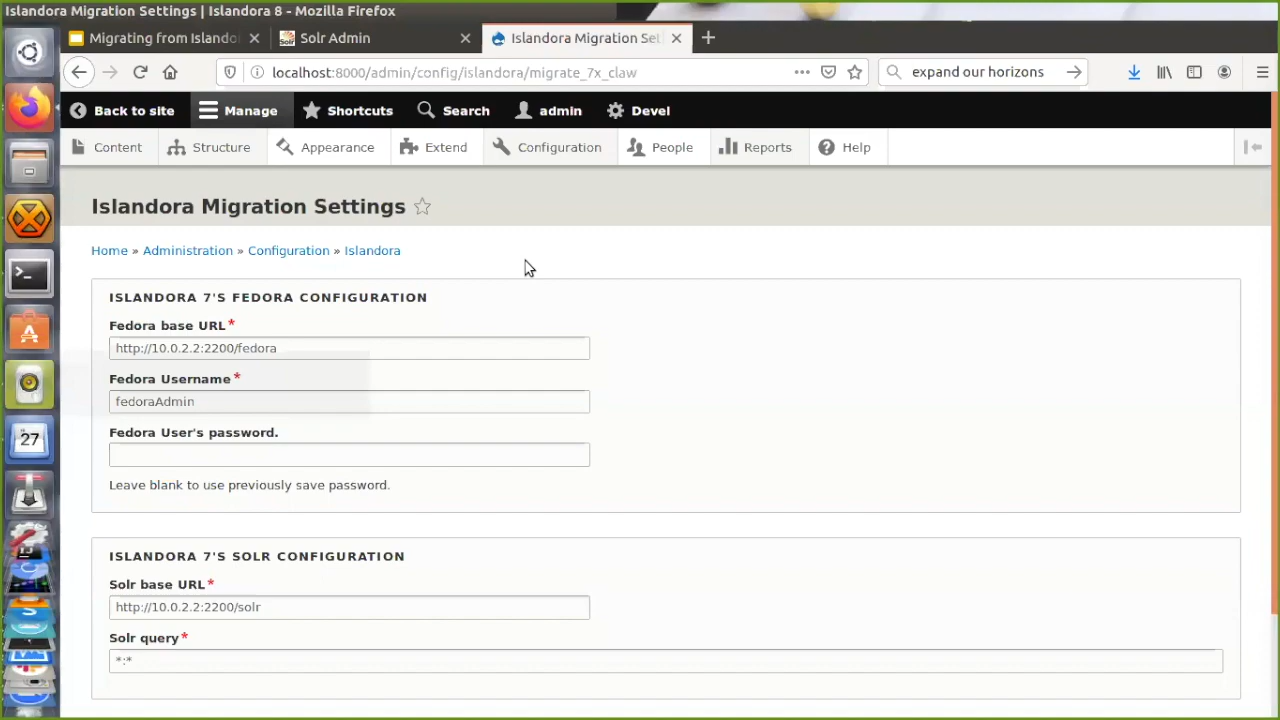 Islandora Migration Settings | Islandora 8 - Mozilla Firefox
Migrating from Islando
Solr Admin
Islandora Migration Set
localhost:8000/admin/config/islandora/migrate_7x_claw
expand our horizons
Back to site
Manage
Shortcuts
Search
admin
Devel
Content
Structure
Appearance
Extend
Configuration
People
Reports
Help
Islandora Migration Settings
Home » Administration » Configuration » Islandora
ISLANDORA 7'S FEDORA CONFIGURATION
Fedora base URL*
http://10.0.2.2:2200/fedora
Fedora Username*
fedoraAdmin
Fedora User's password.
Leave blank to use previously save password.
ISLANDORA 7'S SOLR CONFIGURATION
Solr base URL*
http://10.0.2.2:2200/solr
Solr query*
*:*
27